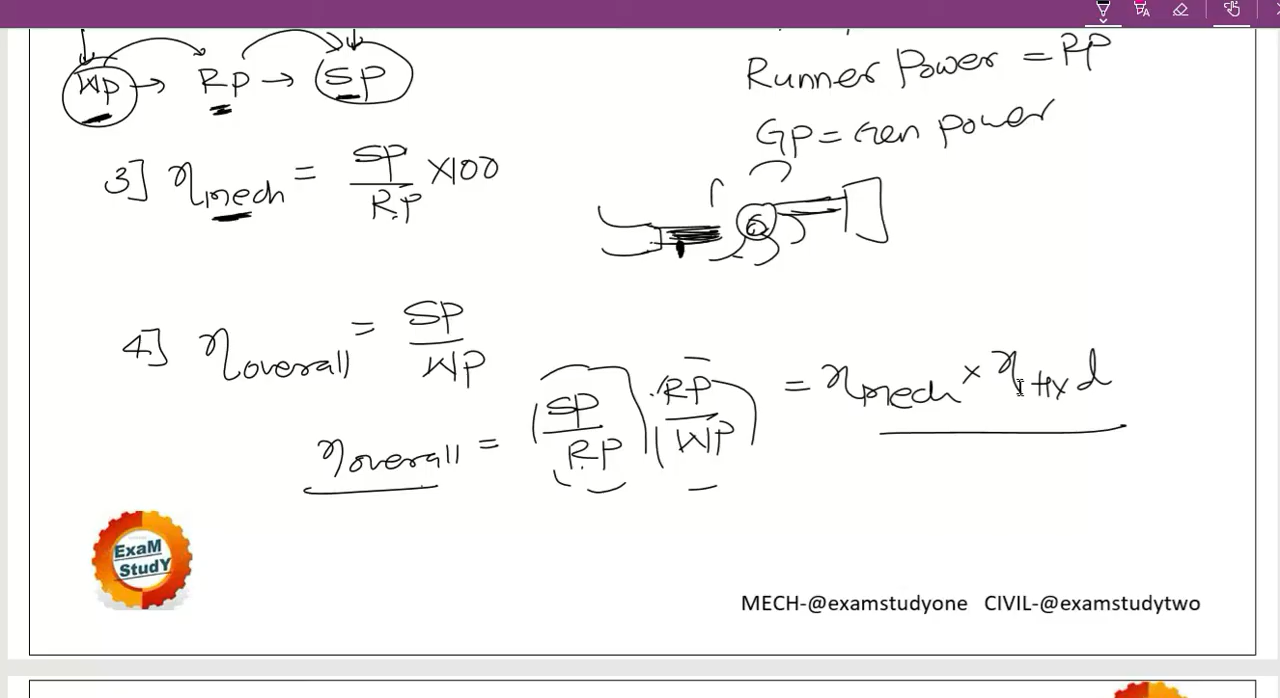 Runner Power = RP
WP → RP → SP
GP = Gen power
3] ηmech = SP/RP ×100
G
4] ηoverall = SP/WP
ηoverall = (SP/RP) (RP/WP) = ηmech × ηHyd
ExaM
StudY
MECH-@examstudyone CIVIL-@examstudytwo